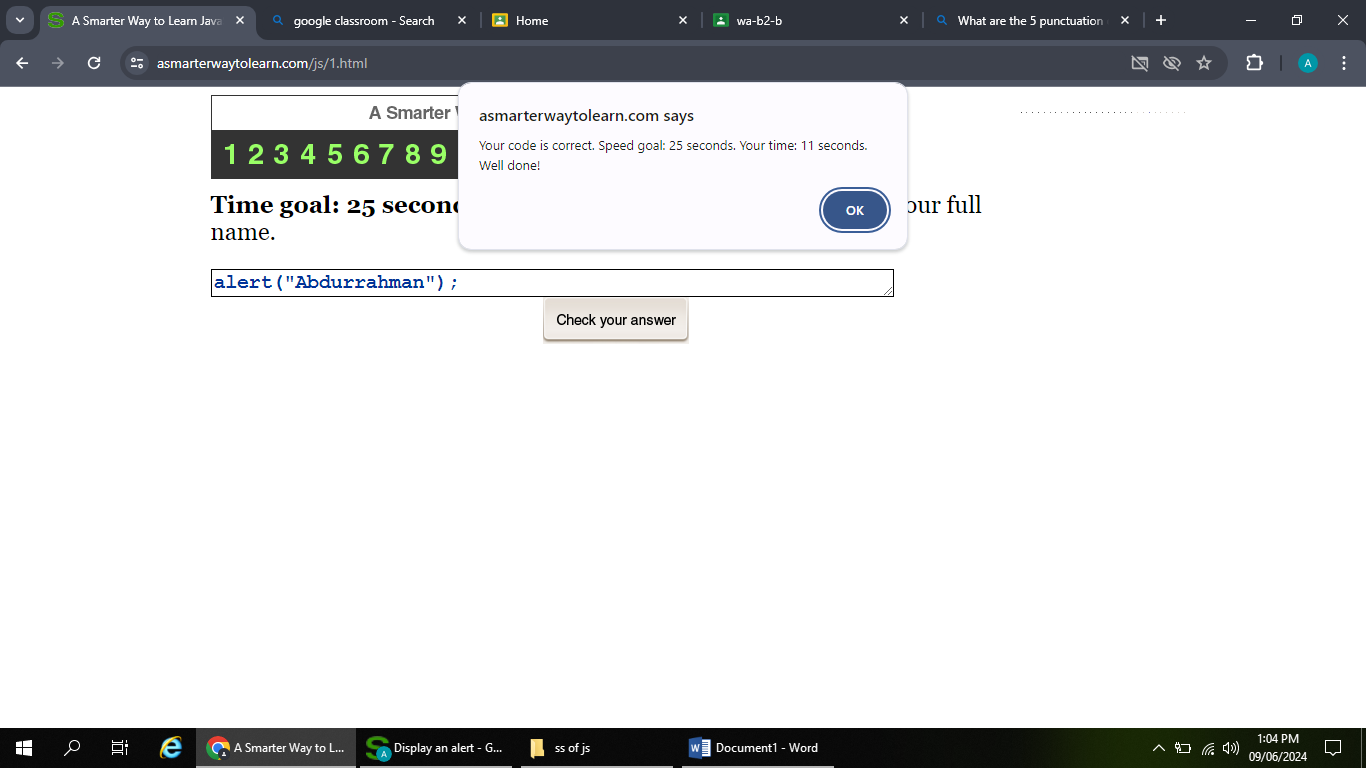 A Smarter Way to Learn Java
google classroom - Search
Home
wa-b2-b
What are the 5 punctuation
asmarterwaytolearn.com/js/1.html
A
A Smarter
asmarterwaytolearn.com says
Your code is correct. Speed goal: 25 seconds. Your time: 11 seconds.
Well done!
OK
1 2 3 4 5 6 7 8 9
Time goal: 25 secon our full
name.
alert("Abdurrahman");
Check your answer
A Smarter Way to L...
Display an alert - G...
ss of js
Document1 - Word
1:04 PM
09/06/2024